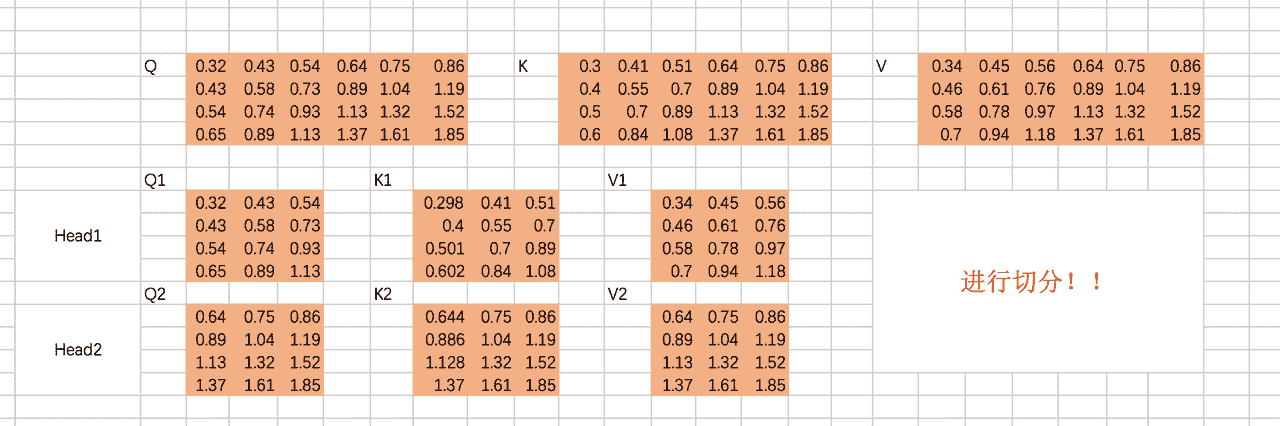 Q 0.32 0.43 0.54 0.64 0.75 0.86 K 0.3 0.41 0.51 0.64 0.75 0.86 V 0.34 0.45 0.56 0.64 0.75 0.86
0.43 0.58 0.73 0.89 1.04 1.19 0.4 0.55 0.7 0.89 1.04 1.19 0.46 0.61 0.76 0.89 1.04 1.19
0.54 0.74 0.93 1.13 1.32 1.52 0.5 0.7 0.89 1.13 1.32 1.52 0.58 0.78 0.97 1.13 1.32 1.52
0.65 0.89 1.13 1.37 1.61 1.85 0.6 0.84 1.08 1.37 1.61 1.85 0.7 0.94 1.18 1.37 1.61 1.85
Q1 K1 V1
0.32 0.43 0.54 0.298 0.41 0.51 0.34 0.45 0.56
0.43 0.58 0.73 0.4 0.55 0.7 0.46 0.61 0.76
Head1
0.54 0.74 0.93 0.501 0.7 0.89 0.58 0.78 0.97
0.65 0.89 1.13 0.602 0.84 1.08 0.7 0.94 1.18
进行切分！！
Q2 K2 V2
0.64 0.75 0.86 0.644 0.75 0.86 0.64 0.75 0.86
0.89 1.04 1.19 0.886 1.04 1.19 0.89 1.04 1.19
Head2
1.13 1.32 1.52 1.128 1.32 1.52 1.13 1.32 1.52
1.37 1.61 1.85 1.37 1.61 1.85 1.37 1.61 1.85